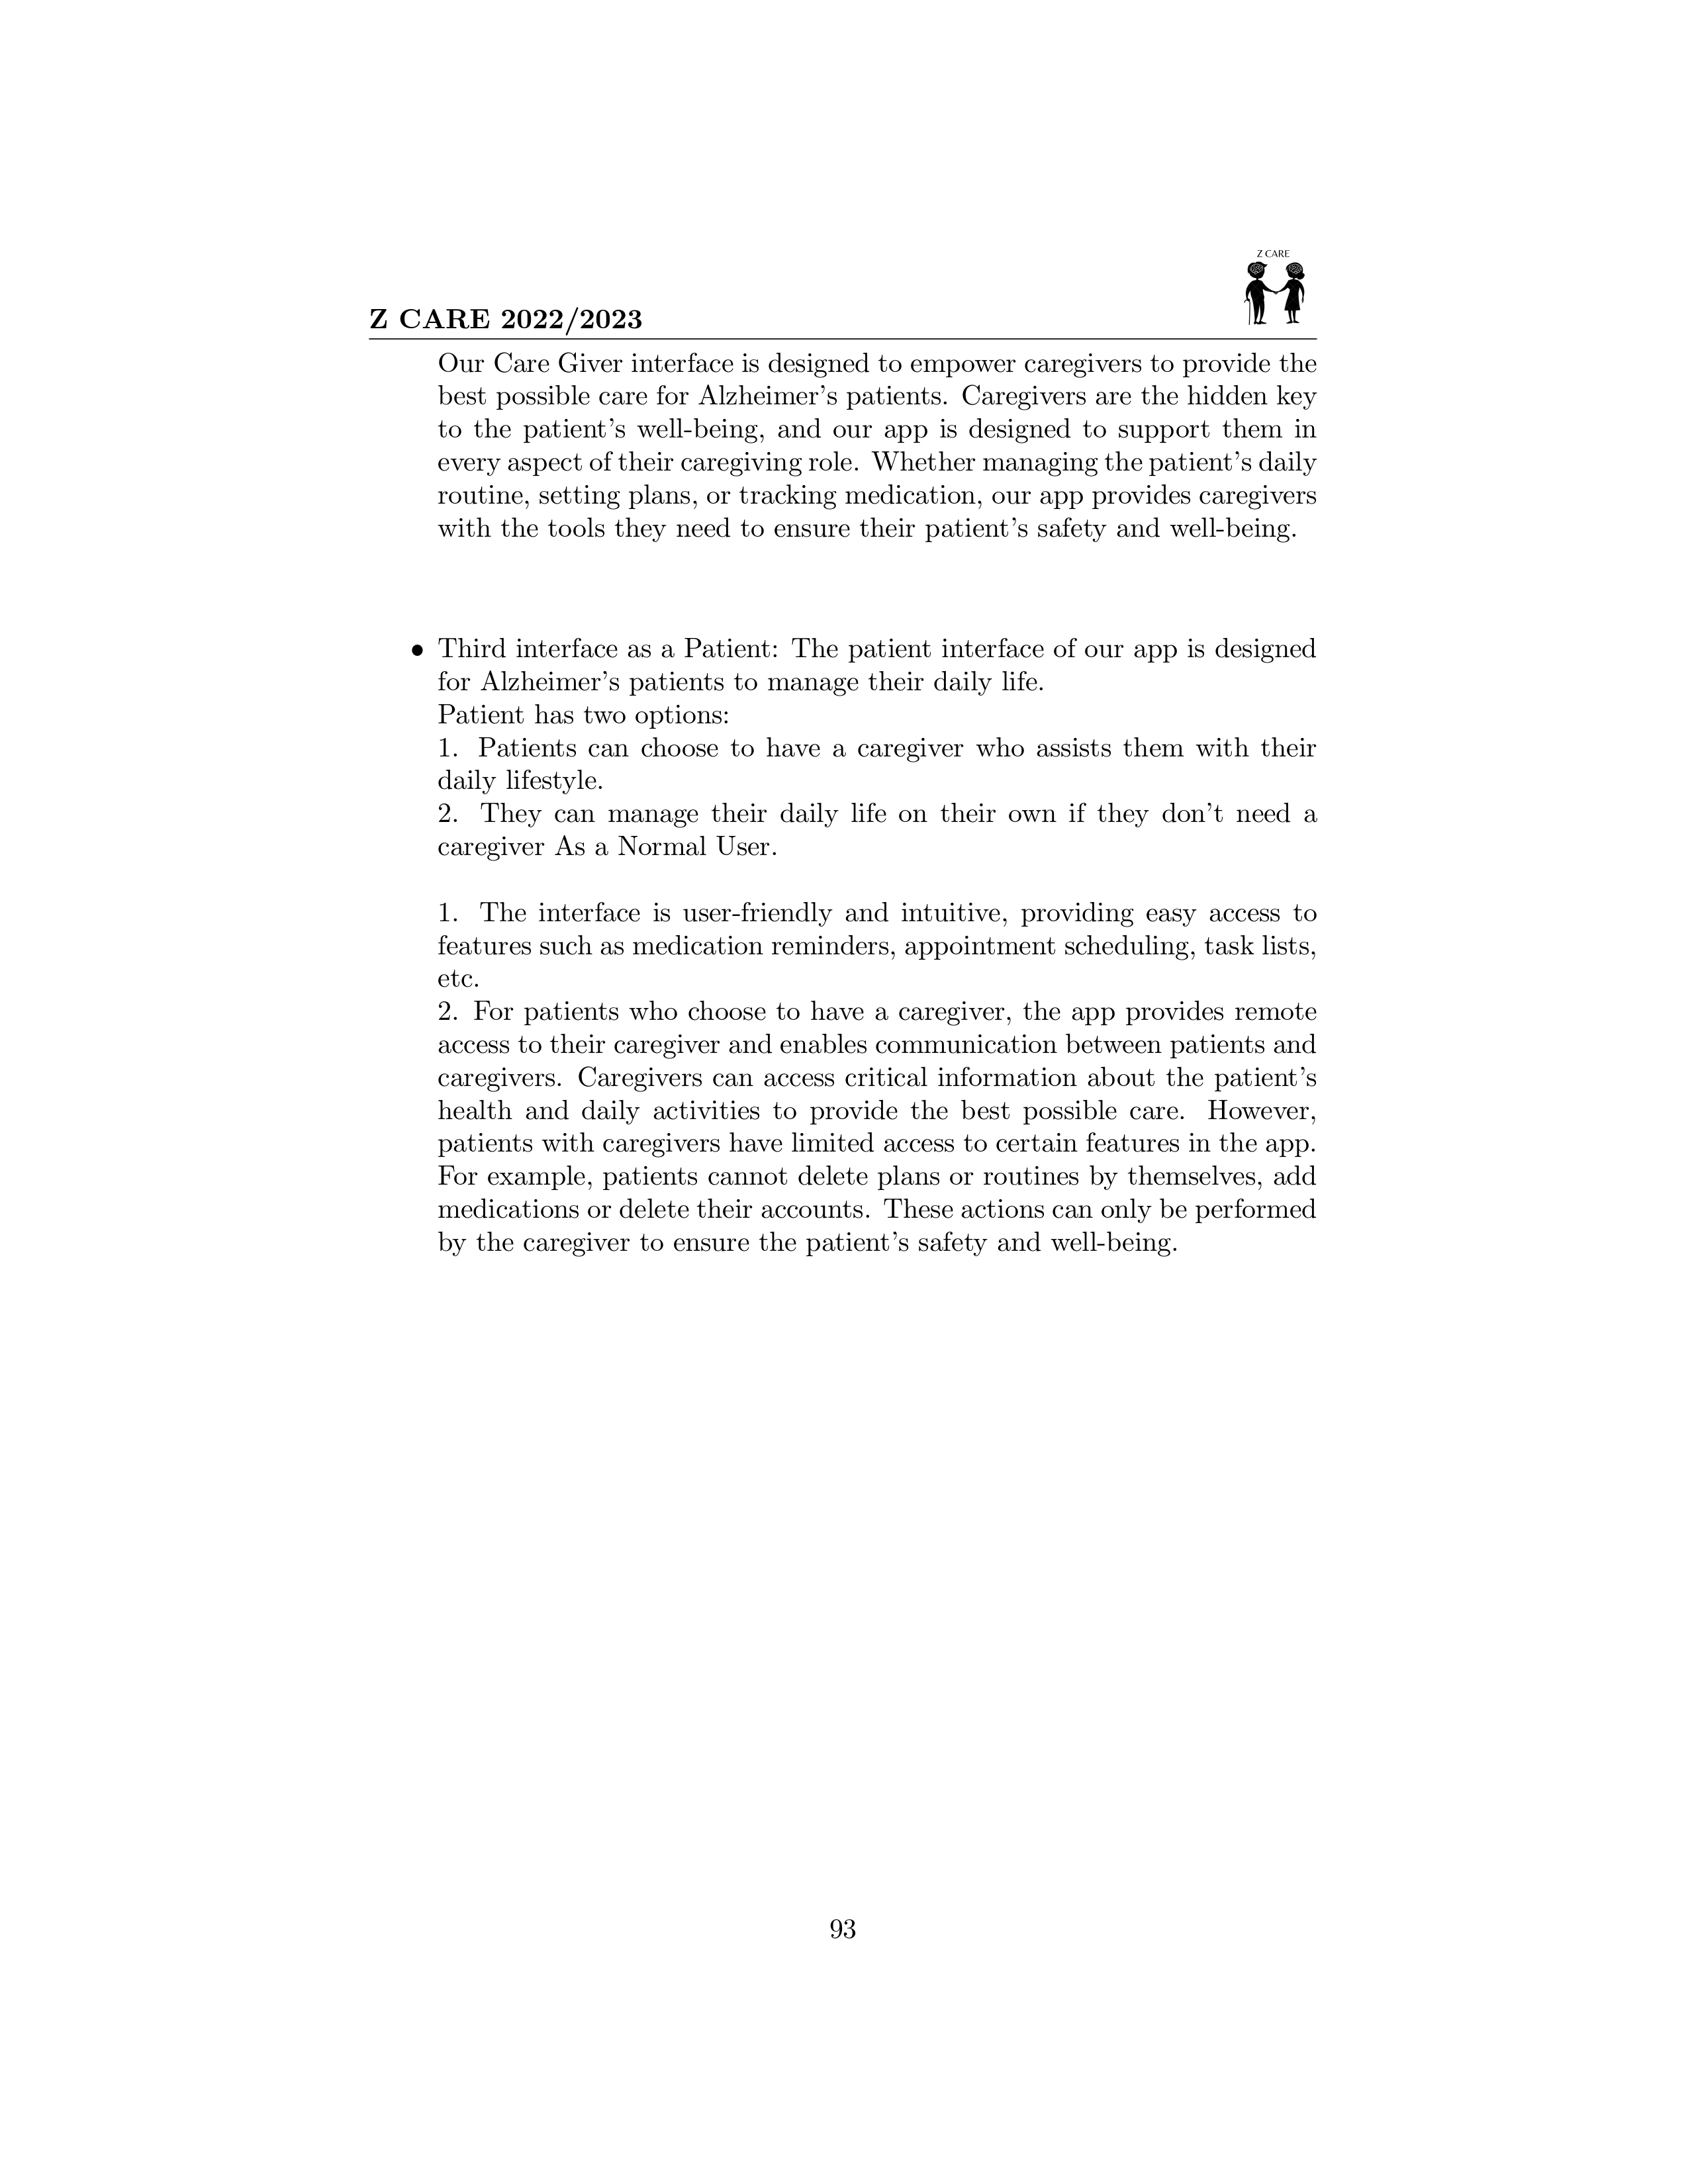 Z CARE
Z CARE 2022/2023
Our Care Giver interface is designed to empower caregivers to provide the
best possible care for Alzheimer's patients. Caregivers are the hidden key
to the patient's well-being, and our app is designed to support them in
every aspect of their caregiving role. Whether managing the patient's daily
routine, setting plans, or tracking medication, our app provides caregivers
with the tools they need to ensure their patient's safety and well-being.
• Third interface as a Patient: The patient interface of our app is designed
for Alzheimer's patients to manage their daily life.
Patient has two options:
1. Patients can choose to have a caregiver who assists them with their
daily lifestyle.
2. They can manage their daily life on their own if they don't need a
caregiver As a Normal User.
1. The interface is user-friendly and intuitive, providing easy access to
features such as medication reminders, appointment scheduling, task lists,
etc.
2. For patients who choose to have a caregiver, the app provides remote
access to their caregiver and enables communication between patients and
caregivers. Caregivers can access critical information about the patient's
health and daily activities to provide the best possible care. However,
patients with caregivers have limited access to certain features in the app.
For example, patients cannot delete plans or routines by themselves, add
medications or delete their accounts. These actions can only be performed
by the caregiver to ensure the patient's safety and well-being.
93